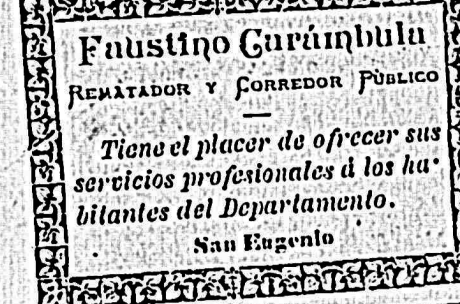 Faustino Carámbula
REMATADOR Y CORREDOR PÚBLICO
Tiene el placer de ofrecer sus
servicios profesionales á los ha-
bitantes del Departamento.
San Eugenio